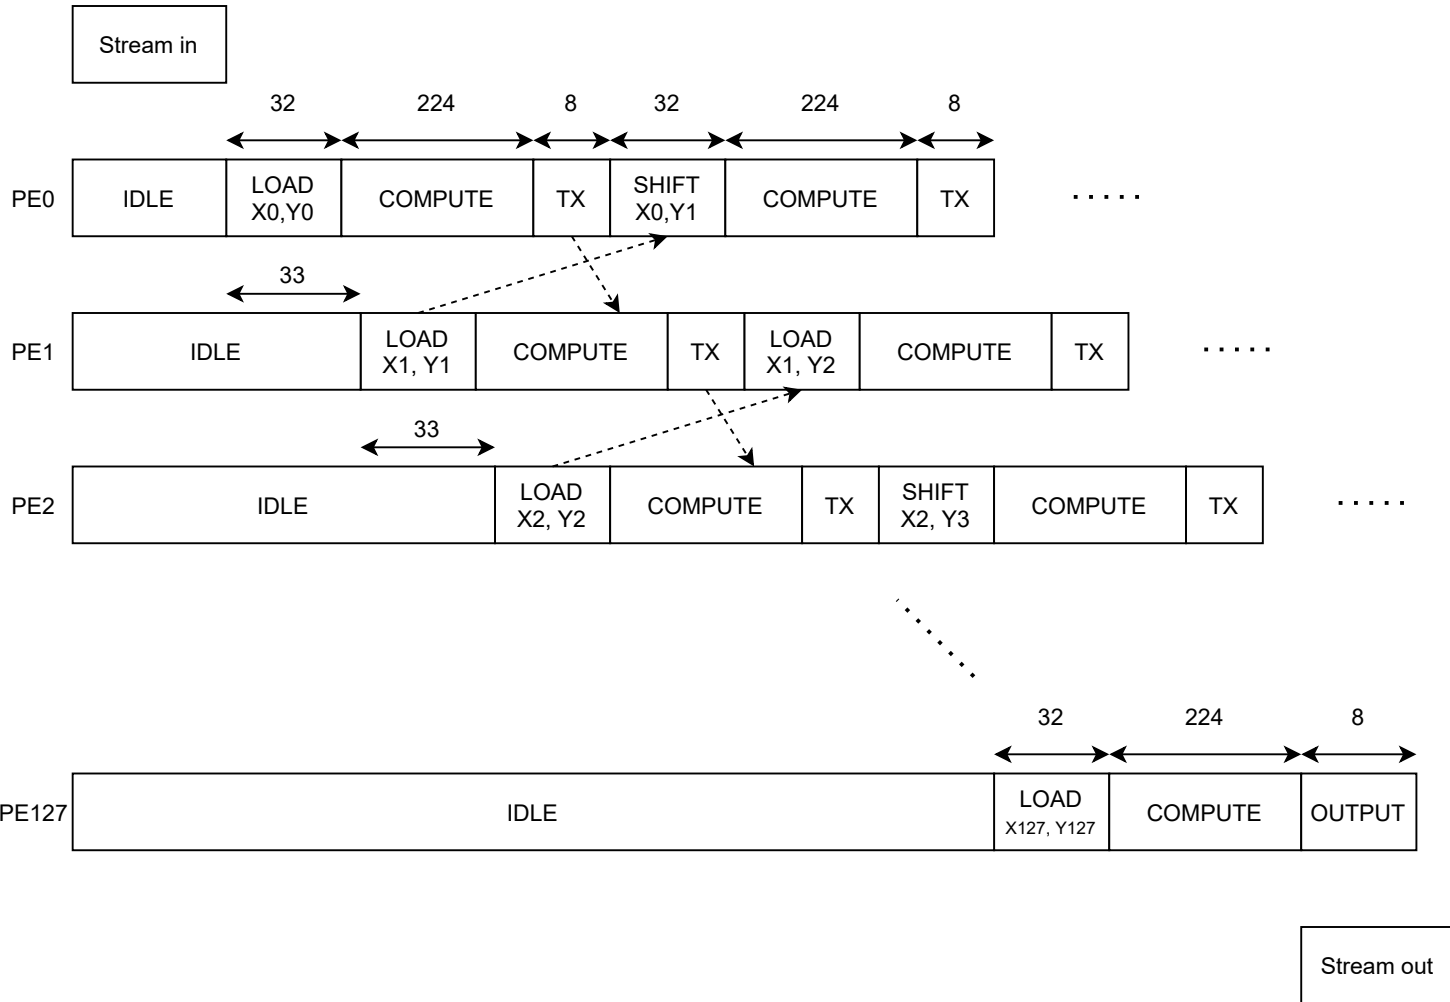 Stream in
32 224 8 32 224 8
PE0 IDLE LOAD COMPUTE TX SHIFT COMPUTE TX
X0,Y0 X0,Y1
33
PE1 IDLE LOAD COMPUTE TX LOAD COMPUTE TX
X1, Y1 X1, Y2
33
PE2 IDLE LOAD COMPUTE TX SHIFT COMPUTE TX
X2, Y2 X2, Y3
32 224 8
PE127 IDLE LOAD COMPUTE OUTPUT
X127, Y127
Stream out